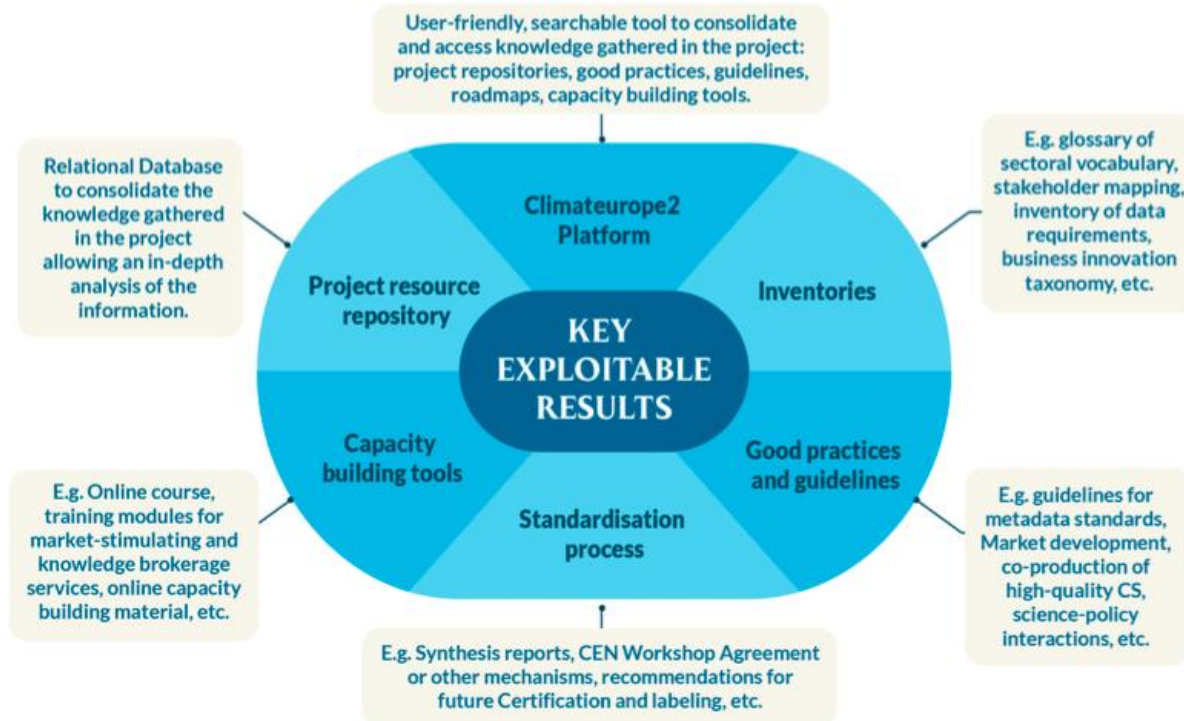 User-friendly, searchable tool to consolidate
and access knowledge gathered in the project:
project repositories, good practices, guidelines,
roadmaps, capacity building tools.
Relational Database
to consolidate the
knowledge gathered
in the project
allowing an in-depth
analysis of the
information.
E.g. glossary of
sectoral vocabulary,
stakeholder mapping,
inventory of data
requirements,
business innovation
taxonomy, etc.
Climateurope2
Platform
Project resource
repository
Inventories
KEY
EXPLOITABLE
RESULTS
Capacity
building tools
Good practices
and guidelines
Standardisation
process
E.g. Online course,
training modules for
market-stimulating and
knowledge brokerage
services, online capacity
building material, etc.
E.g. guidelines for
metadata standards,
Market development,
co-production of
high-quality CS,
science-policy
interactions, etc.
E.g. Synthesis reports, CEN Workshop Agreement
or other mechanisms, recommendations for
future Certification and labeling, etc.